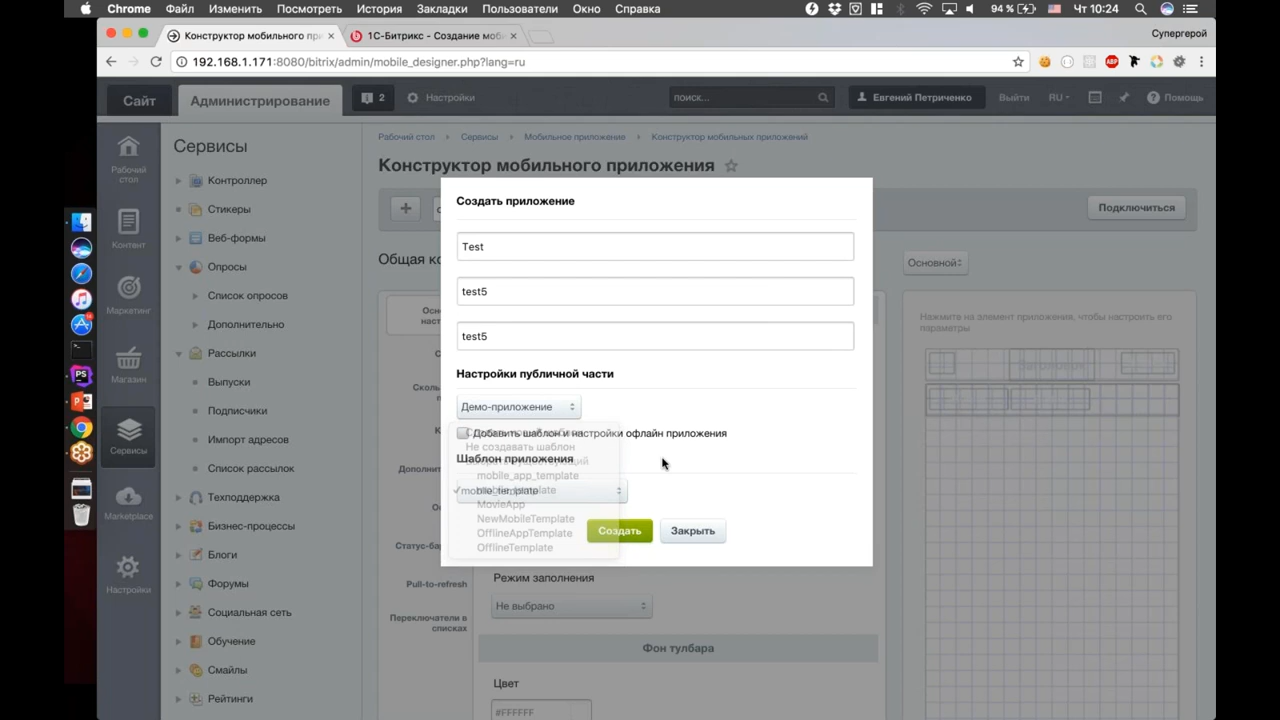 Chrome Файл Изменить Посмотреть История Закладки Пользователи Окно Справка 94 % Чт 10:24
Конструктор мобильного при × 1С-Битрикс - Создание моби × Супергерой
192.168.1.171:8080/bitrix/admin/mobile_designer.php?lang=ru
Сайт Администрирование 2 Настройки поиск... Евгений Петриченко Выйти RU Помощь
Рабочий стол
Контент
Маркетинг
Магазин
Сервисы
Marketplace
Настройки
Сервисы
Контроллер
Стикеры
Веб-формы
Опросы
Список опросов
Дополнительно
Рассылки
Выпуски
Подписчики
Импорт адресов
Список рассылок
Техподдержка
Бизнес-процессы
Блоги
Форумы
Социальная сеть
Обучение
Смайлы
Рейтинги
Рабочий стол Сервисы Мобильное приложение Конструктор мобильных приложений
Конструктор мобильного приложения
Подключиться
Общая ко
Основной
Нажмите на элемент приложения, чтобы настроить его
параметры
Заголовок
Создать приложение
Test
test5
test5
Настройки публичной части
Демо-приложение
Добавить шаблон и настройки офлайн приложения
Не создавать шаблон
Шаблон приложения
mobile_app_template
mobile_template
MovieApp
NewMobileTemplate
OfflineAppTemplate
OfflineTemplate
Создать Закрыть
Статус-бар
Pull-to-refresh
Переключатели в
списках
Режим заполнения
Не выбрано
Фон тулбара
Цвет
#FFFFFF